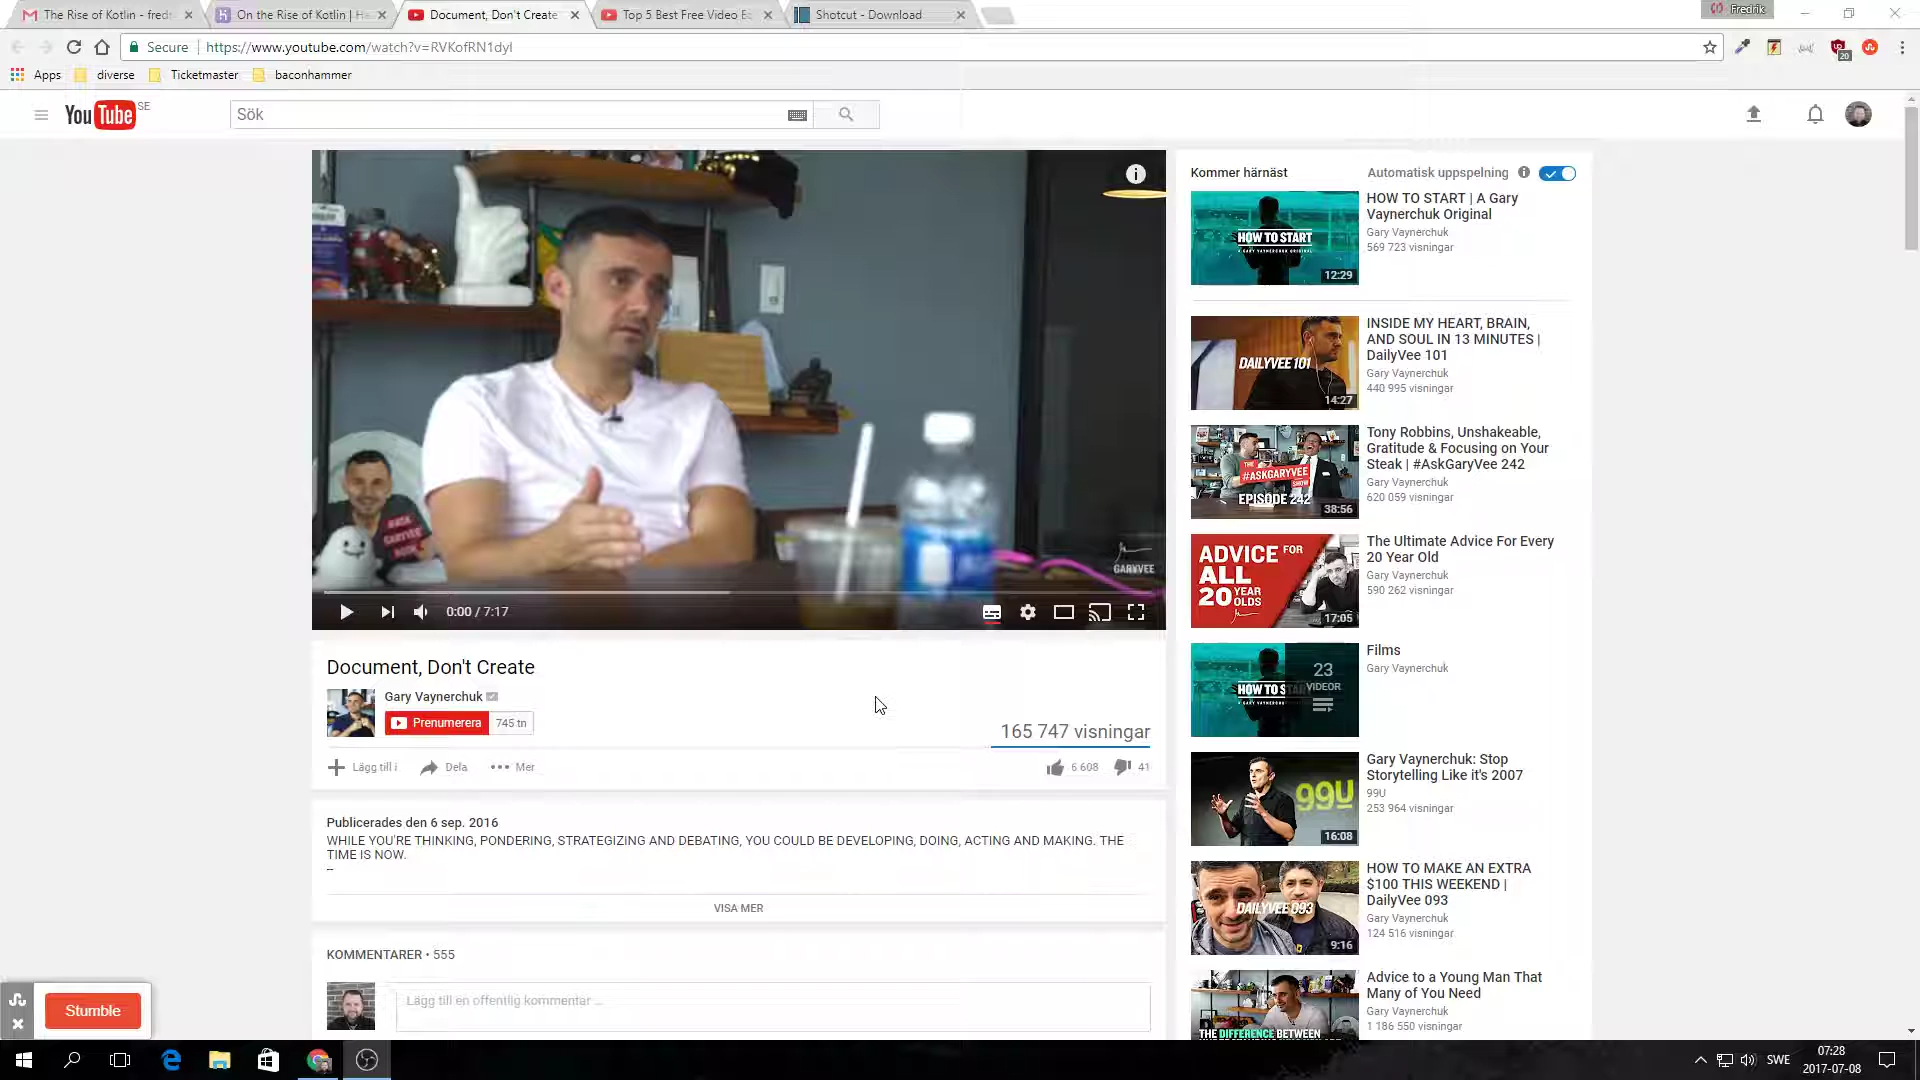 The Rise of Kotlin - fredr
On the Rise of Kotlin | Ha
Document, Don't Create
Top 5 Best Free Video E
Shotcut - Download
Fredrik
Secure
https://www.youtube.com/watch?v=RVKofRN1dyI
20
Apps
diverse
Ticketmaster
baconhammer
YouTube SE
Sök
GARYVEE
0:00 / 7:17
Document, Don't Create
Gary Vaynerchuk
Prenumerera
745 tn
165 747 visningar
Lägg till i
Dela
Mer
6 608
41
Publicerades den 6 sep. 2016
WHILE YOU'RE THINKING, PONDERING, STRATEGIZING AND DEBATING, YOU COULD BE DEVELOPING, DOING, ACTING AND MAKING. THE
TIME IS NOW.
--
VISA MER
KOMMENTARER • 555
Lägg till en offentlig kommentar ...
Kommer härnäst
Automatisk uppspelning
HOW TO START
12:29
HOW TO START | A Gary
Vaynerchuk Original
Gary Vaynerchuk
569 723 visningar
DAILYVEE 101
14:27
INSIDE MY HEART, BRAIN,
AND SOUL IN 13 MINUTES |
DailyVee 101
Gary Vaynerchuk
440 995 visningar
THE
#ASKGARYVEE
SHOW
EPISODE 242
38:56
Tony Robbins, Unshakeable,
Gratitude & Focusing on Your
Steak | #AskGaryVee 242
Gary Vaynerchuk
620 059 visningar
ADVICE FOR
ALL
20 YEAR
OLDS
17:05
The Ultimate Advice For Every
20 Year Old
Gary Vaynerchuk
590 262 visningar
HOW TO START
23
VIDEOR
Films
Gary Vaynerchuk
99U
16:08
Gary Vaynerchuk: Stop
Storytelling Like it's 2007
99U
253 964 visningar
DAILYVEE 093
9:16
HOW TO MAKE AN EXTRA
$100 THIS WEEKEND |
DailyVee 093
Gary Vaynerchuk
124 516 visningar
THE DIFFERENCE BETWEEN
Advice to a Young Man That
Many of You Need
Gary Vaynerchuk
1 186 550 visningar
Stumble
SWE
07:28
2017-07-08